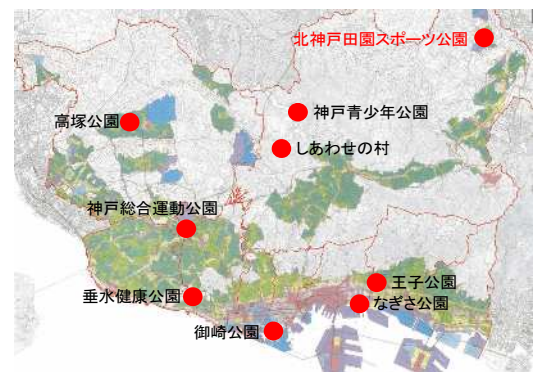 北神戸田園スポーツ公園
神戸青少年公園
高塚公園
しあわせの村
神戸総合運動公園
王子公園
垂水健康公園
なぎさ公園
御崎公園